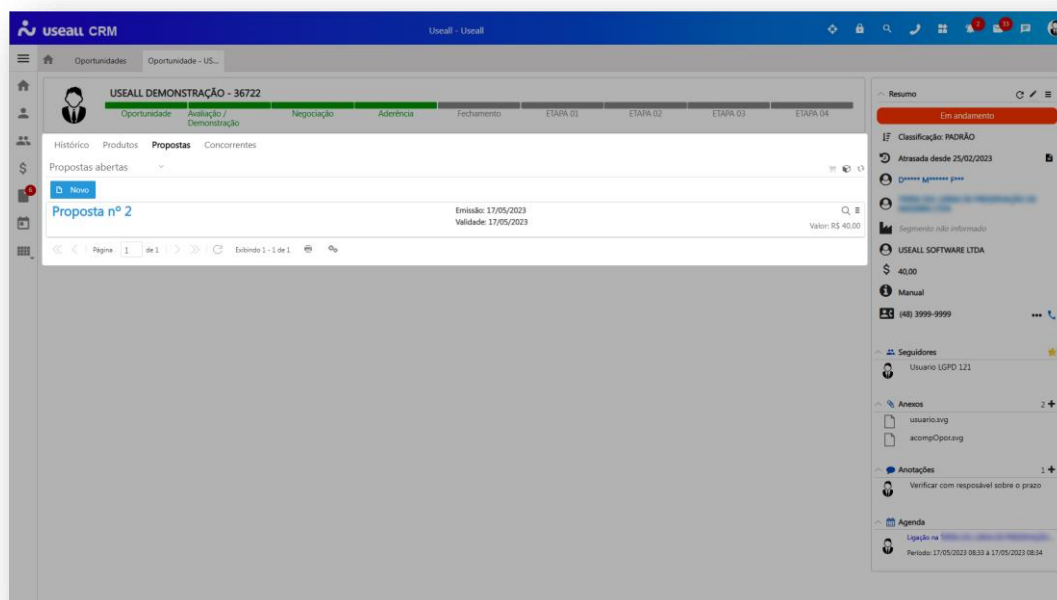 useall CRM
Useall - Useall
2
33
Oportunidades
Oportunidade - US...
6
USEALL DEMONSTRAÇÃO - 36722
Oportunidade
Avaliação /
Demonstração
Negociação
Aderência
Fechamento
ETAPA 01
ETAPA 02
ETAPA 03
ETAPA 04
Histórico
Produtos
Propostas
Concorrentes
Propostas abertas
Novo
Proposta nº 2
Emissão: 17/05/2023
Validade: 17/05/2023
Valor: R$ 40,00
Página 1 de 1
Exibindo 1 - 1 de 1
Resumo
Em andamento
Classificação: PADRÃO
Atrasada desde 25/02/2023
D***** M****** F***
Segmento não informado
USEALL SOFTWARE LTDA
$ 40,00
Manual
(48) 3999-9999
Seguidores
Usuario LGPD 121
Anexos
2
usuario.svg
acompOpor.svg
Anotações
1
Verificar com resposável sobre o prazo
Agenda
Ligação na
Período: 17/05/2023 08:33 à 17/05/2023 08:34